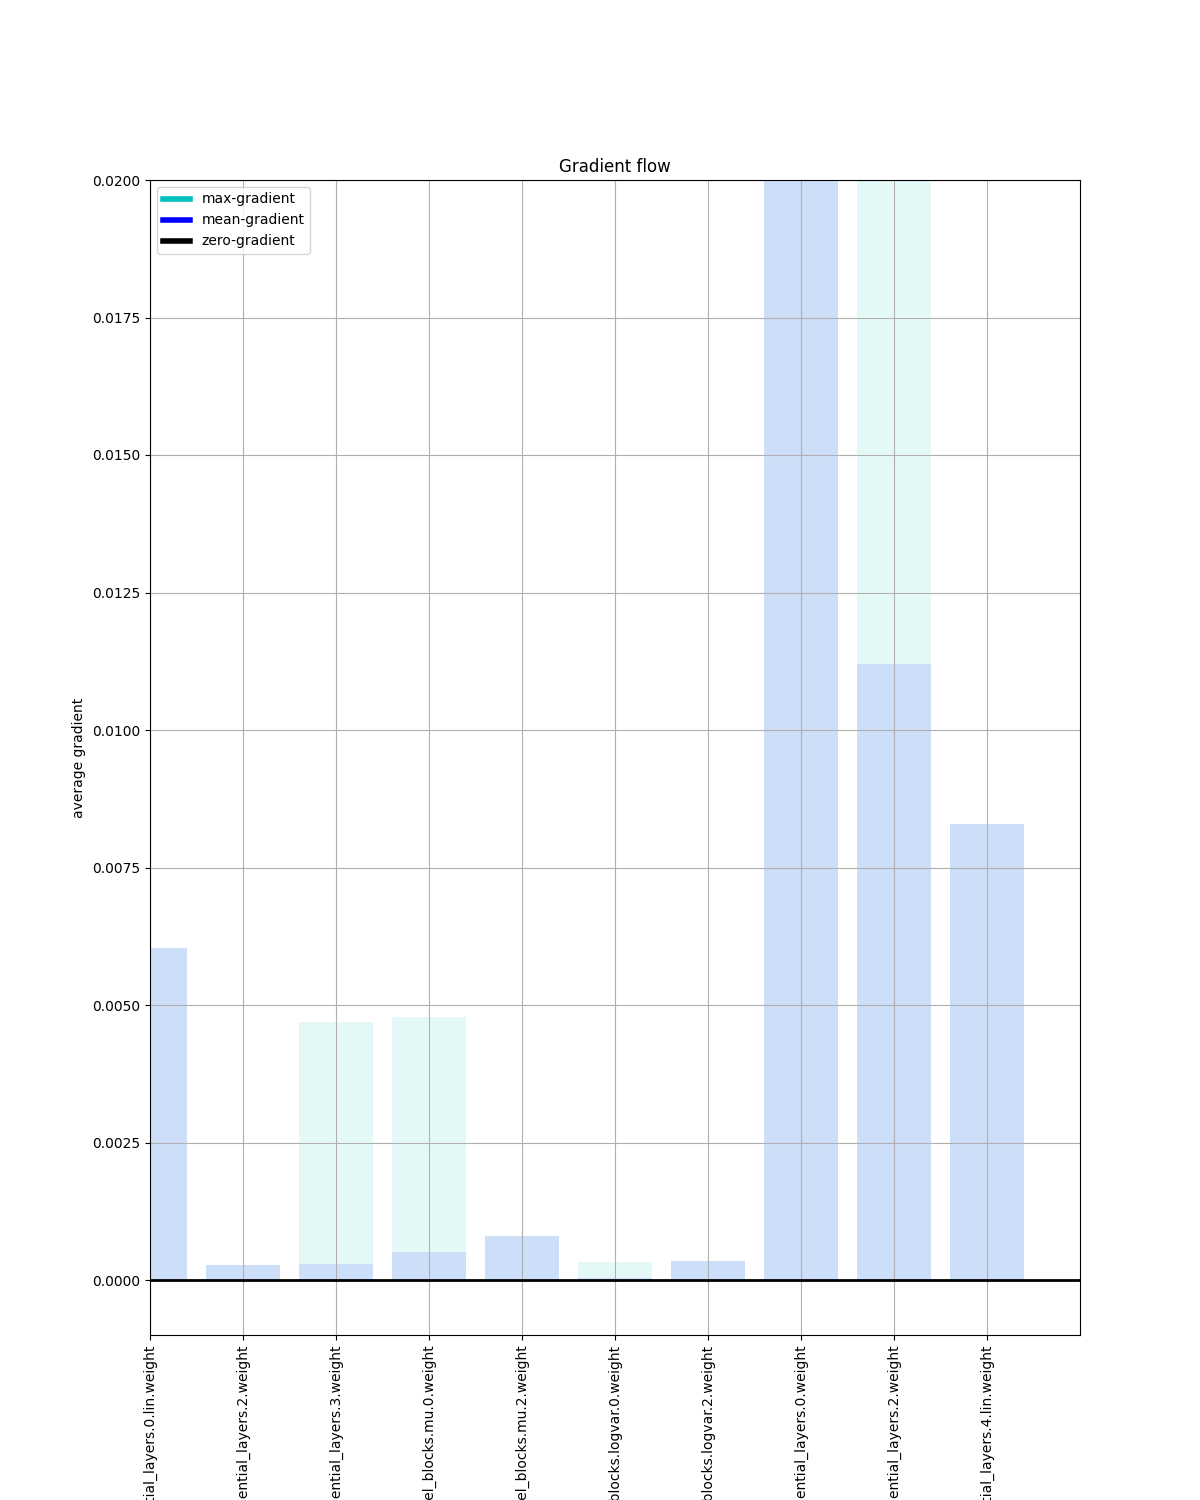 Gradient flow
max-gradient
mean-gradient
zero-gradient
0.0200
0.0175
0.0150
0.0125
0.0100
0.0075
0.0050
0.0025
0.0000
average gradient
tial_layers.0.lin.weight
ential_layers.2.weight
ential_layers.3.weight
el_blocks.mu.0.weight
el_blocks.mu.2.weight
blocks.logvar.0.weight
blocks.logvar.2.weight
ential_layers.0.weight
ential_layers.2.weight
tial_layers.4.lin.weight